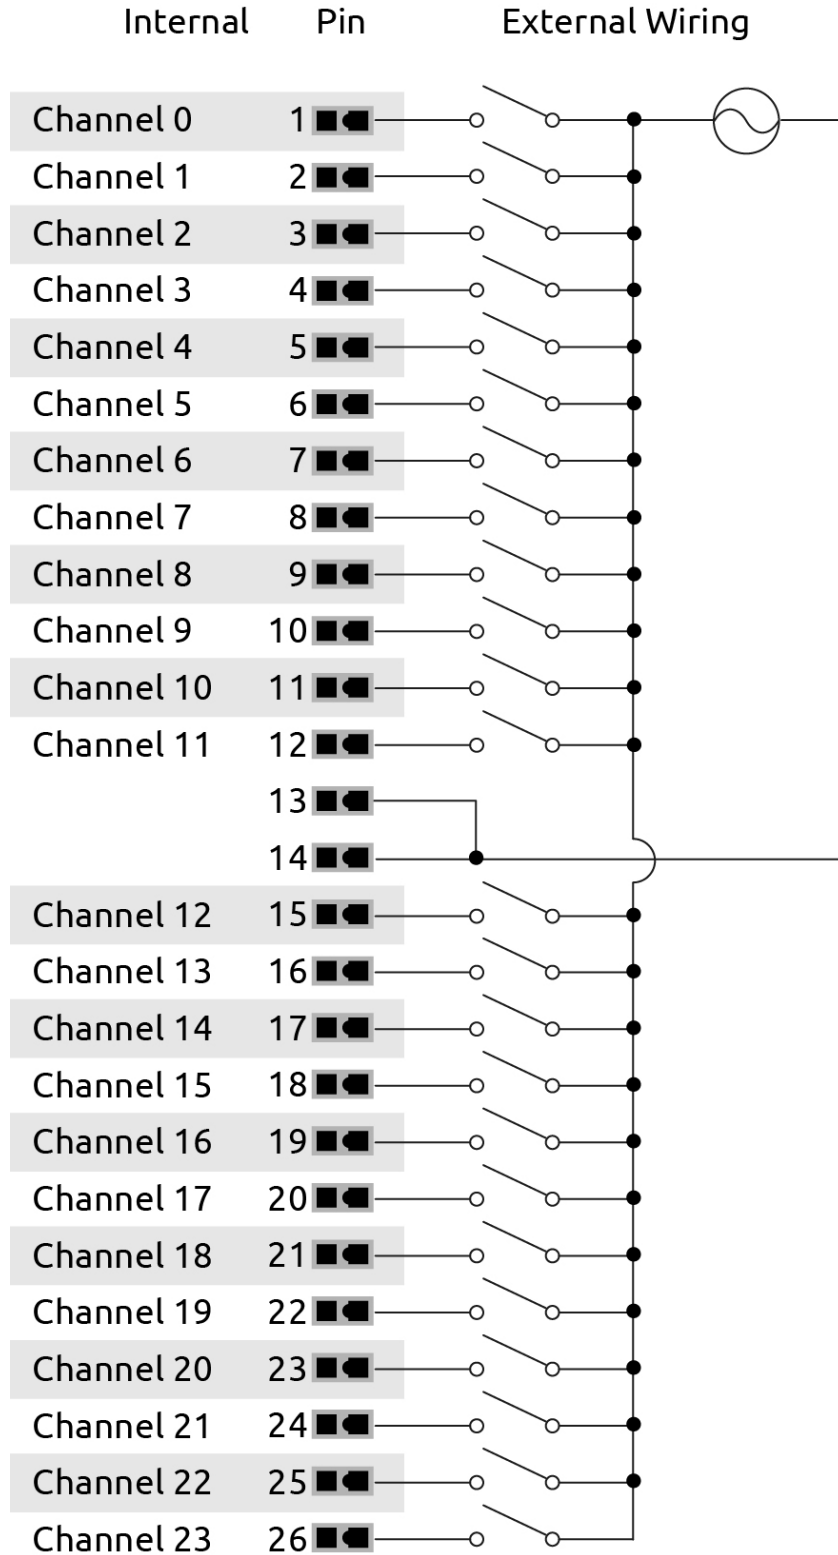 Internal Pin External Wiring
Channel 0 1
Channel 1 2
Channel 2 3
Channel 3 4
Channel 4 5
Channel 5 6
Channel 6 7
Channel 7 8
Channel 8 9
Channel 9 10
Channel 10 11
Channel 11 12
13
14
Channel 12 15
Channel 13 16
Channel 14 17
Channel 15 18
Channel 16 19
Channel 17 20
Channel 18 21
Channel 19 22
Channel 20 23
Channel 21 24
Channel 22 25
Channel 23 26